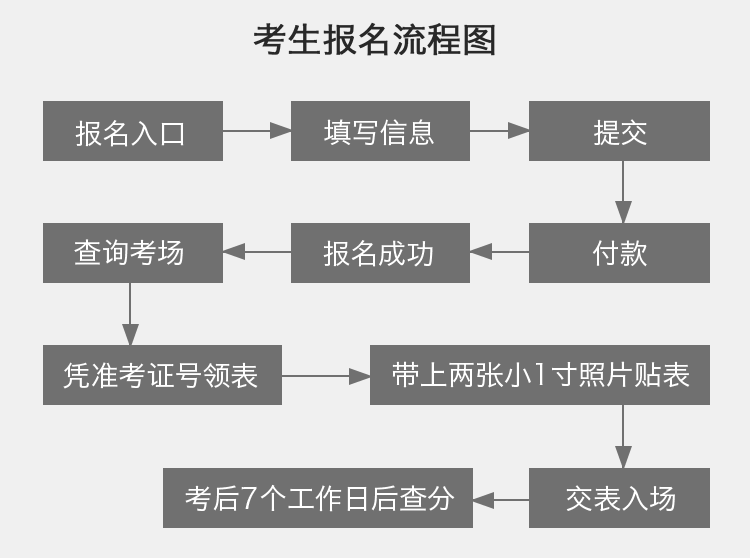 考生报名流程图
报名入口
填写信息
提交
付款
报名成功
查询考场
凭准考证号领表
带上两张小1寸照片贴表
交表入场
考后7个工作日后查分